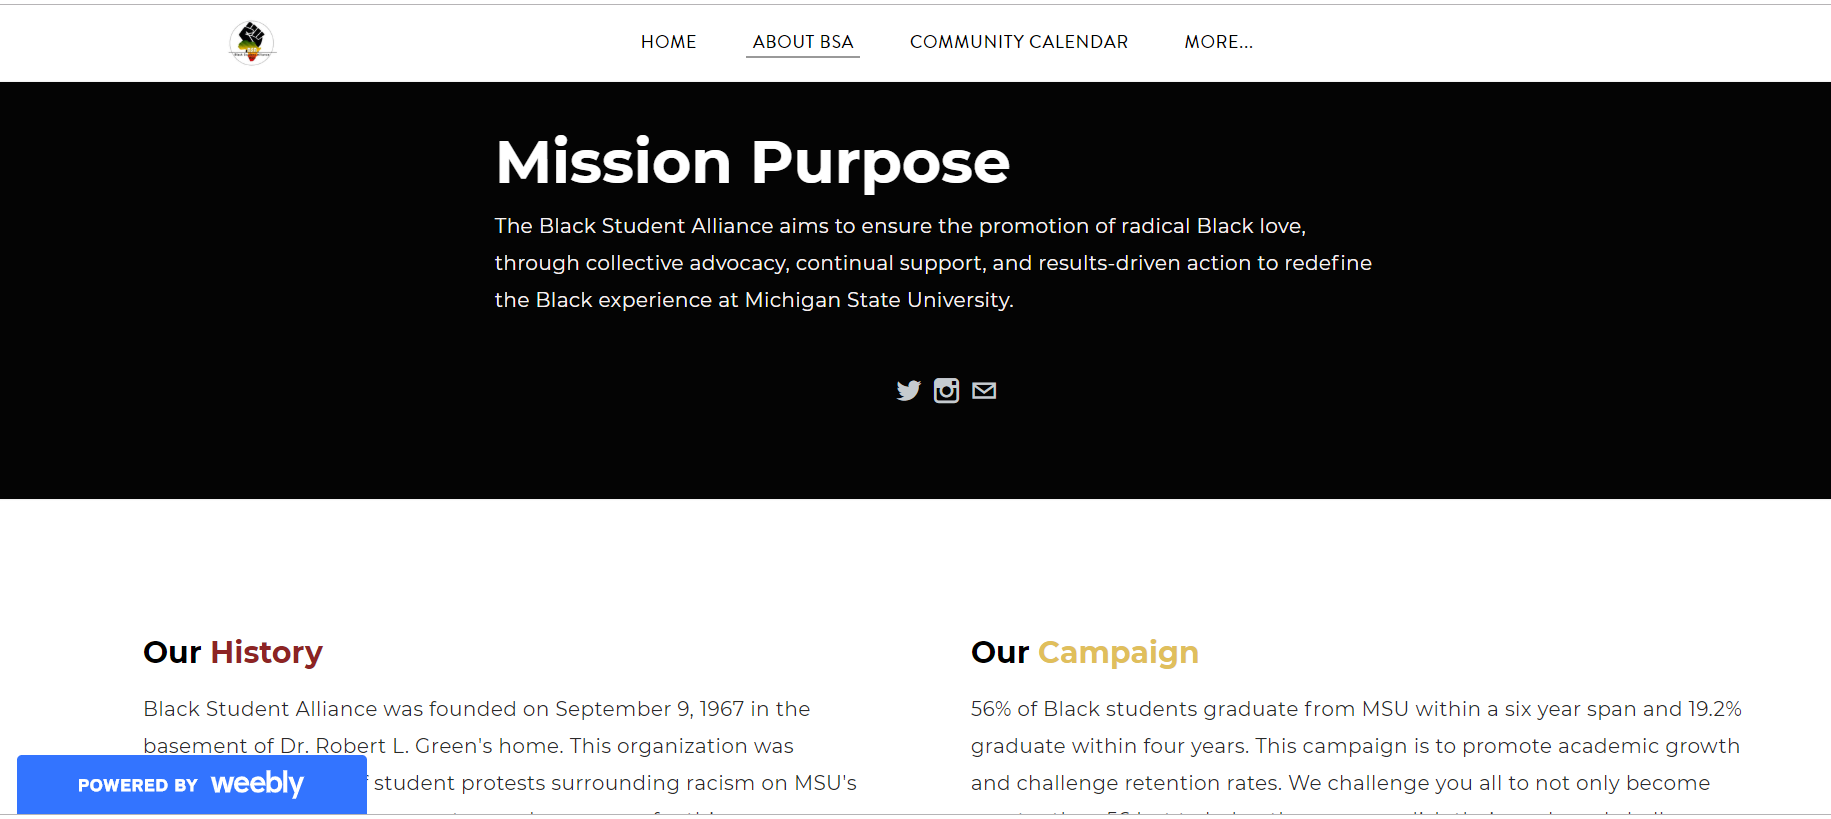 HOME
ABOUT BSA
COMMUNITY CALENDAR
MORE...
Mission Purpose
The Black Student Alliance aims to ensure the promotion of radical Black love,
through collective advocacy, continual support, and results-driven action to redefine
the Black experience at Michigan State University.
Our History
Black Student Alliance was founded on September 9, 1967 in the
basement of Dr. Robert L. Green's home. This organization was
student protests surrounding racism on MSU's
Our Campaign
56% of Black students graduate from MSU within a six year span and 19.2%
graduate within four years. This campaign is to promote academic growth
and challenge retention rates. We challenge you all to not only become
POWERED BY weebly